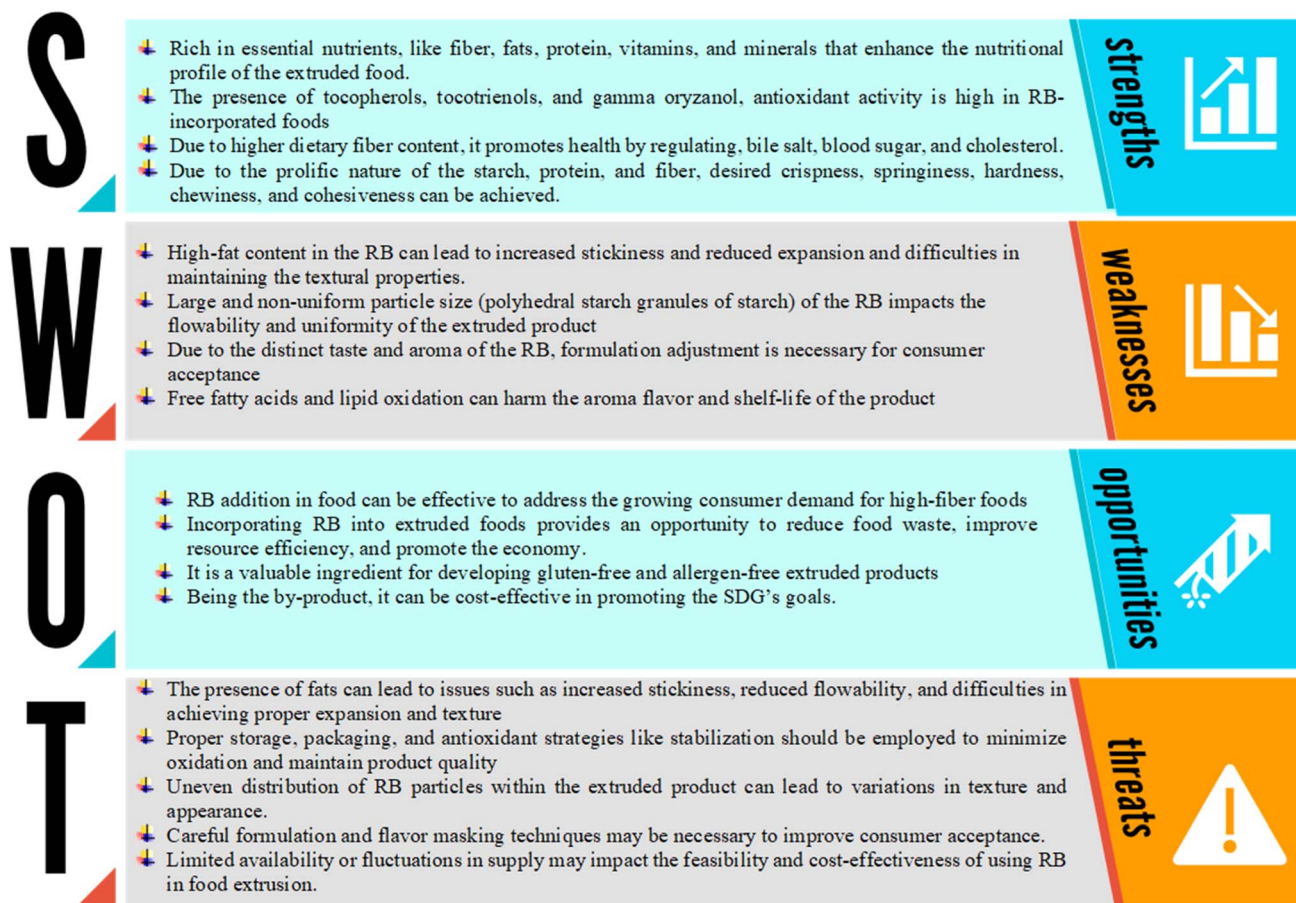 S
Rich in essential nutrients, like fiber, fats, protein, vitamins, and minerals that enhance the nutritional
profile of the extruded food.
The presence of tocopherols, tocotrienols, and gamma oryzanol, antioxidant activity is high in RB-
incorporated foods
Due to higher dietary fiber content, it promotes health by regulating, bile salt, blood sugar, and cholesterol.
Due to the prolific nature of the starch, protein, and fiber, desired crispness, springiness, hardness,
chewiness, and cohesiveness can be achieved.
strengths
W
High-fat content in the RB can lead to increased stickiness and reduced expansion and difficulties in
maintaining the textural properties.
Large and non-uniform particle size (polyhedral starch granules of starch) of the RB impacts the
flowability and uniformity of the extruded product
Due to the distinct taste and aroma of the RB, formulation adjustment is necessary for consumer
acceptance
Free fatty acids and lipid oxidation can harm the aroma flavor and shelf-life of the product
weaknesses
O
RB addition in food can be effective to address the growing consumer demand for high-fiber foods
Incorporating RB into extruded foods provides an opportunity to reduce food waste, improve
resource efficiency, and promote the economy.
It is a valuable ingredient for developing gluten-free and allergen-free extruded products
Being the by-product, it can be cost-effective in promoting the SDG's goals.
opportunities
T
The presence of fats can lead to issues such as increased stickiness, reduced flowability, and difficulties in
achieving proper expansion and texture
Proper storage, packaging, and antioxidant strategies like stabilization should be employed to minimize
oxidation and maintain product quality
Uneven distribution of RB particles within the extruded product can lead to variations in texture and
appearance.
Careful formulation and flavor masking techniques may be necessary to improve consumer acceptance.
Limited availability or fluctuations in supply may impact the feasibility and cost-effectiveness of using RB
in food extrusion.
threats